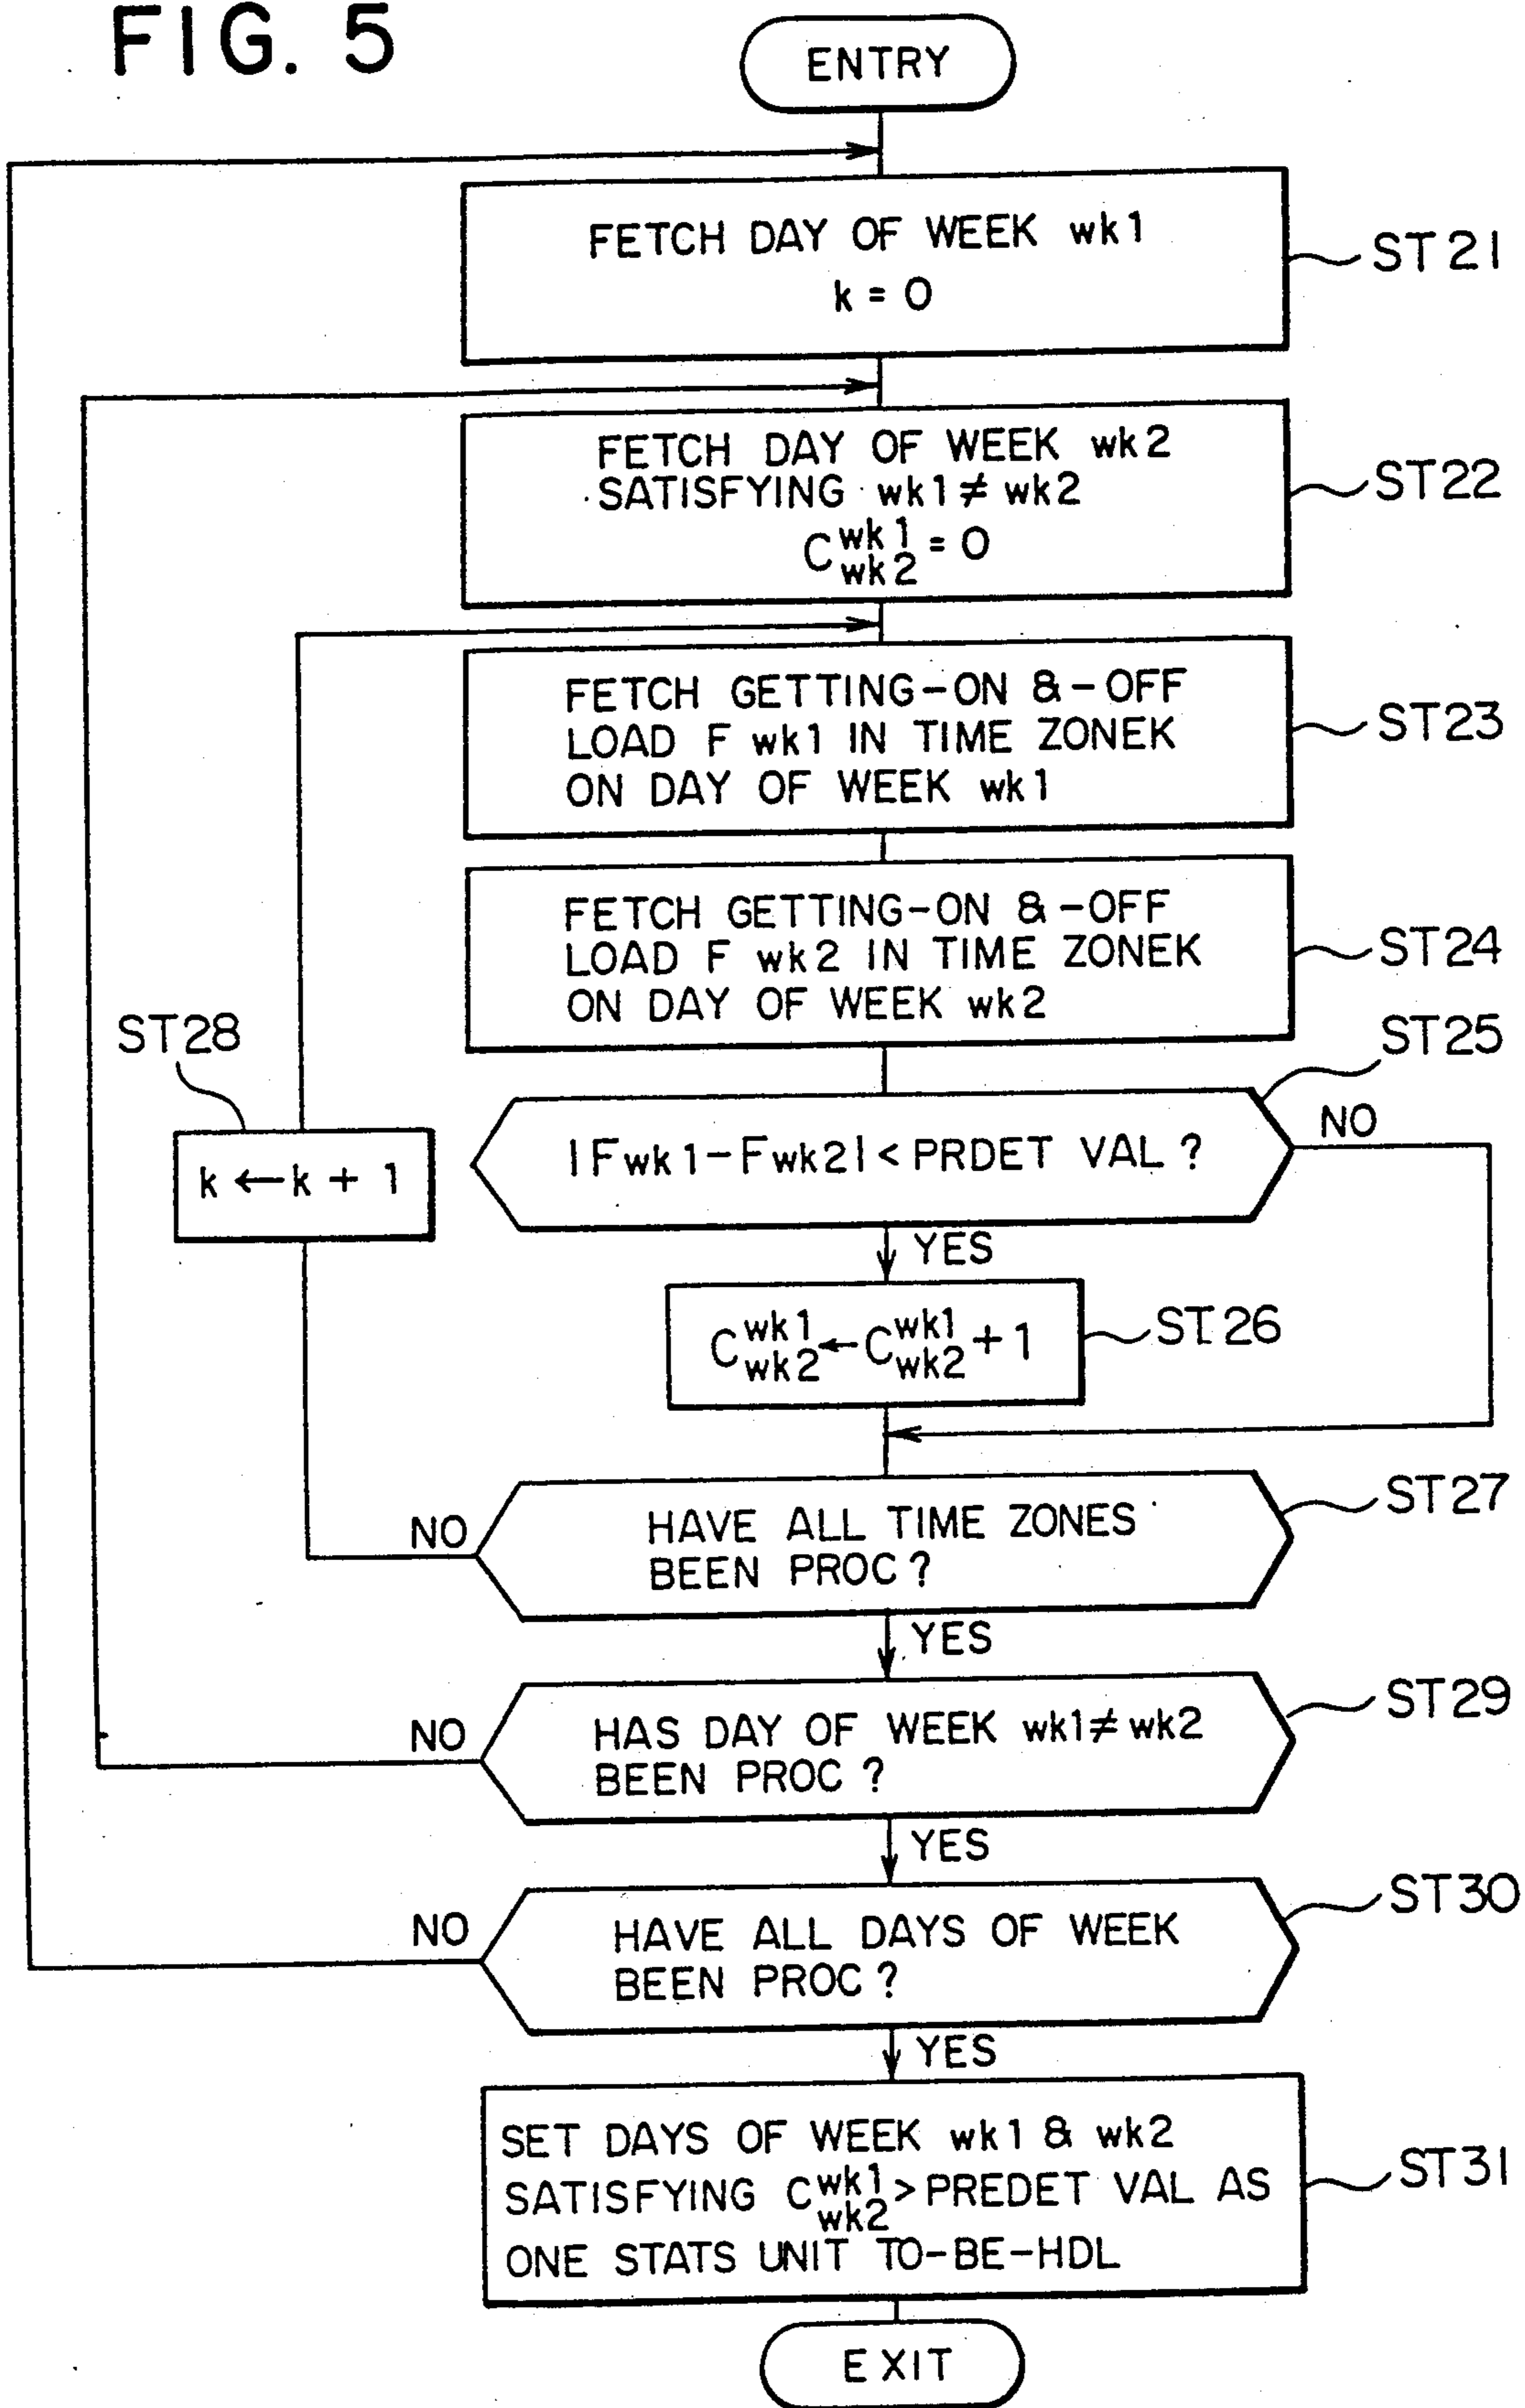 FIG. 5
ENTRY
FETCH DAY OF WEEK wk1
k = 0
ST21
FETCH DAY OF WEEK wk2
SATISFYING wk1 ≠ wk2
C wk1 wk2 = 0
ST22
FETCH GETTING-ON & -OFF
LOAD F wk1 IN TIME ZONEK
ON DAY OF WEEK wk1
ST23
FETCH GETTING-ON & -OFF
LOAD F wk2 IN TIME ZONEK
ON DAY OF WEEK wk2
ST24
ST28
ST25
k ← k + 1
|Fwk1 - Fwk2| < PRDET VAL ?
NO
YES
C wk1 wk2 ← C wk1 wk2 + 1
ST26
NO
HAVE ALL TIME ZONES
BEEN PROC ?
ST27
YES
NO
HAS DAY OF WEEK wk1 ≠ wk2
BEEN PROC ?
ST29
YES
NO
HAVE ALL DAYS OF WEEK
BEEN PROC ?
ST30
YES
SET DAYS OF WEEK wk1 & wk2
SATISFYING C wk1 wk2 > PREDET VAL AS
ONE STATS UNIT TO-BE-HDL
ST31
EXIT